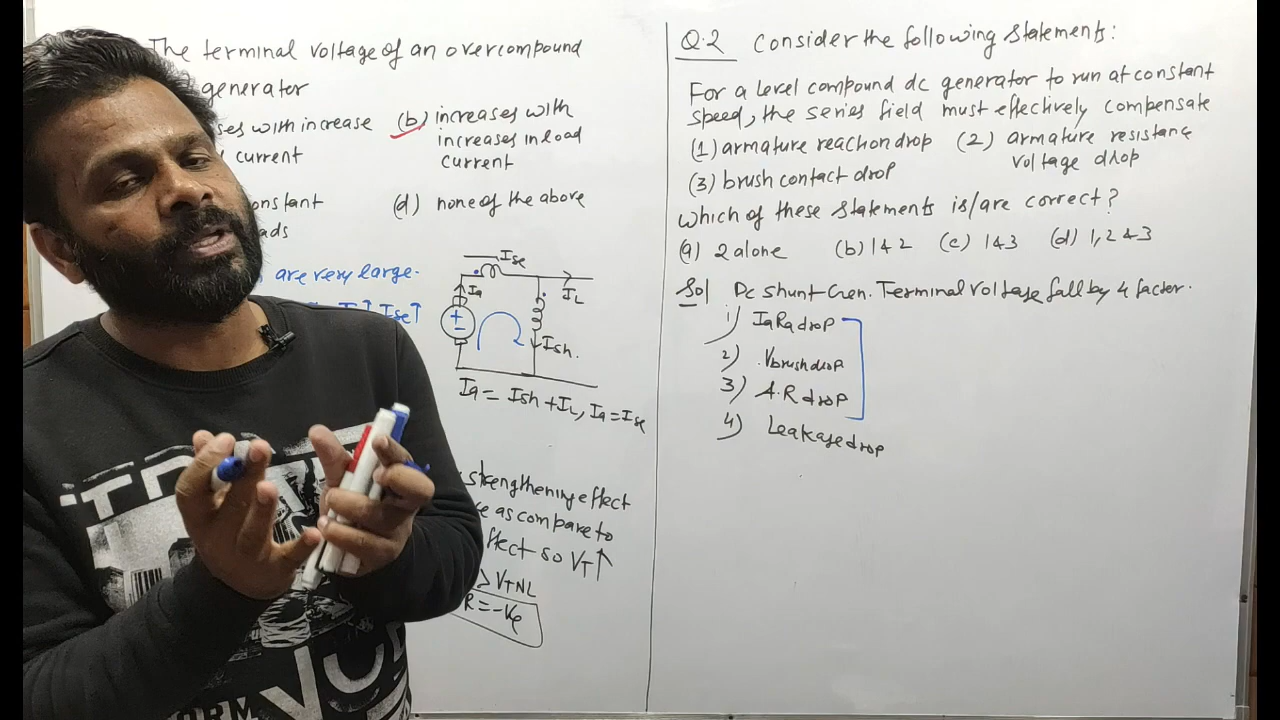 The terminal voltage of an overcompound
generator
ses with increase
(b) increases with
increases in load
current
current
onstant
ads
(d) none of the above
are very large.
Ise↑
Ise
Ia
IL
+
-
Ish.
Ia = Ish + IL, Ia = Ise
strengthening effect
as compare to
ffect so VT↑
> VTNL
R = -Ve
Q.2 Consider the following statements:
For a level compound dc generator to run at constant
speed, the series field must effectively compensate
(1) armature reaction drop (2) armature resistance
voltage drop
(3) brush contact drop
which of these statements is/are correct?
(a) 2 alone (b) 1 & 2 (c) 1 & 3 (d) 1, 2 & 3
Sol Dc shunt Gen. Terminal voltage fall by 4 factor.
1) IaRa drop
2) Vbrush drop
3) A.R drop
4) Leakage drop